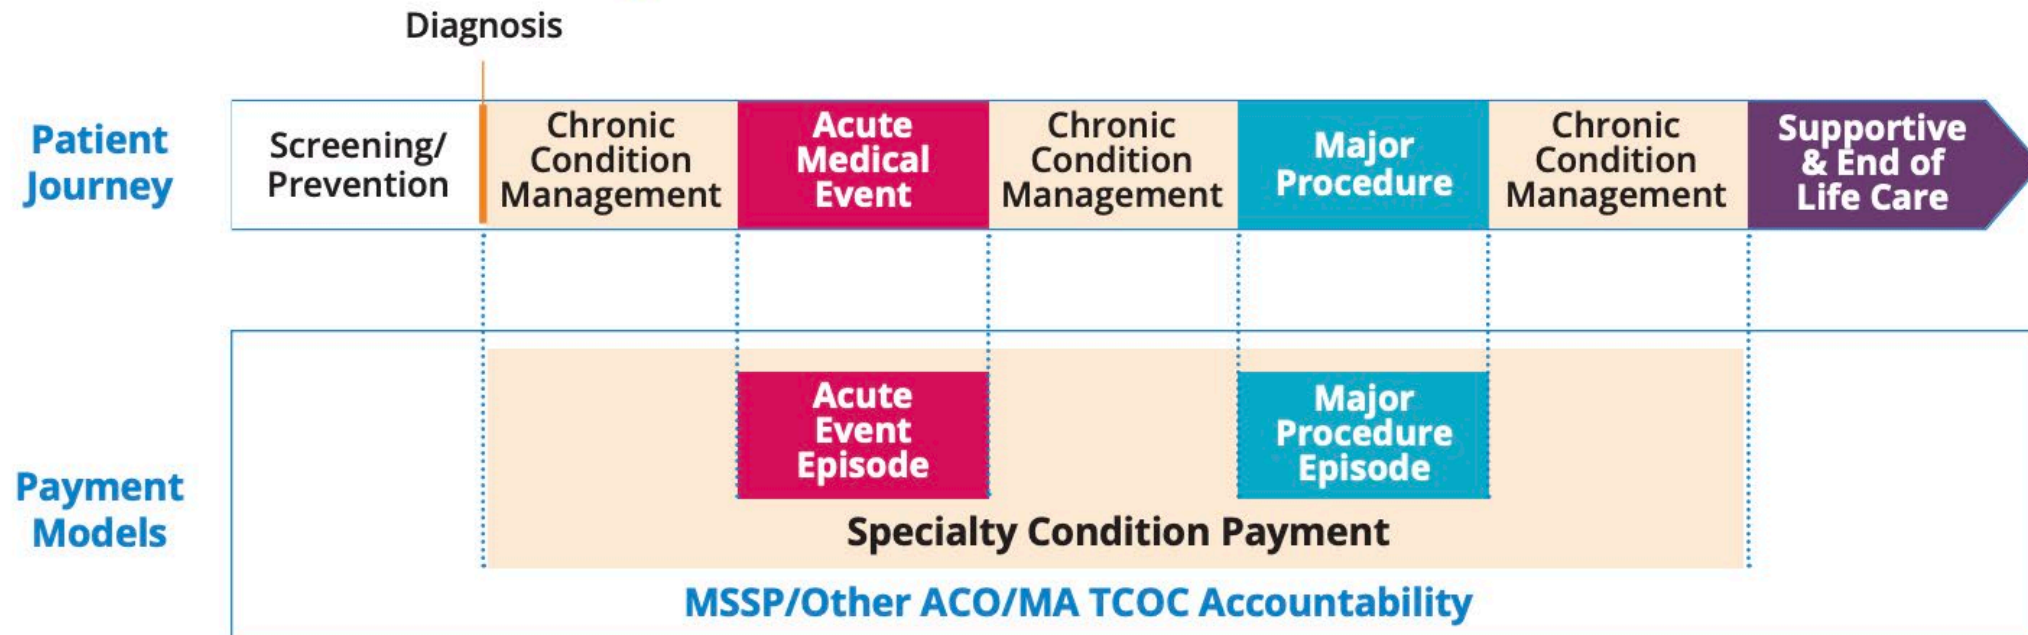 Diagnosis
Patient
Journey
Screening/
Prevention
Chronic
Condition
Management
Acute
Medical
Event
Chronic
Condition
Management
Major
Procedure
Chronic
Condition
Management
Supportive
& End of
Life Care
Payment
Models
Acute
Event
Episode
Major
Procedure
Episode
Specialty Condition Payment
MSSP/Other ACO/MA TCOC Accountability